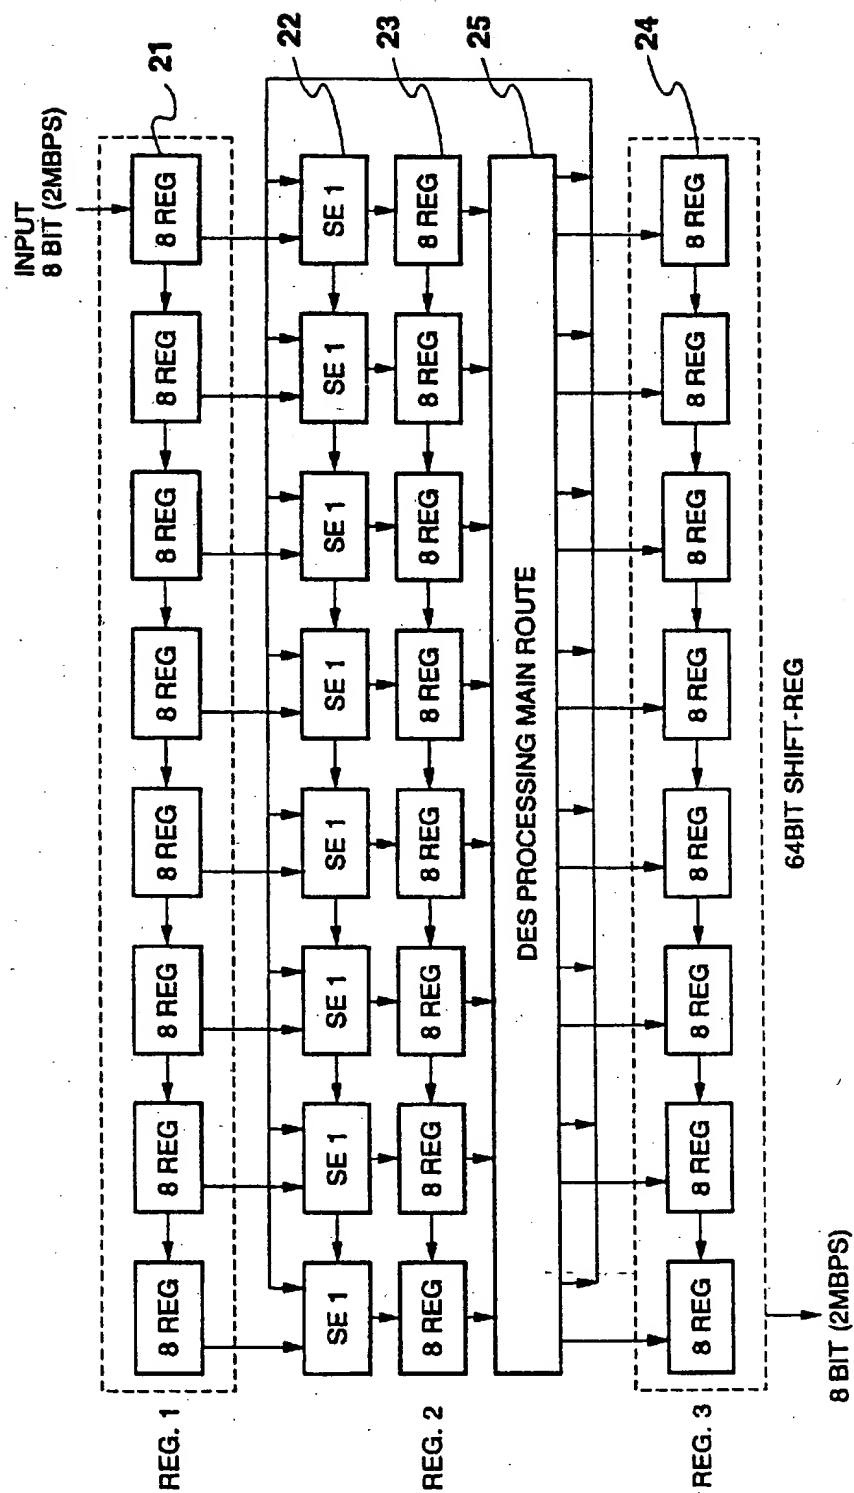 INPUT
8 BIT (2MBPS)
21
22
23
25
24
REG. 1
8 REG
8 REG
8 REG
8 REG
8 REG
8 REG
8 REG
8 REG
SE 1
SE 1
SE 1
SE 1
SE 1
SE 1
SE 1
SE 1
REG. 2
8 REG
8 REG
8 REG
8 REG
8 REG
8 REG
8 REG
8 REG
DES PROCESSING MAIN ROUTE
REG. 3
8 REG
8 REG
8 REG
8 REG
8 REG
8 REG
8 REG
8 REG
64BIT SHIFT-REG
8 BIT (2MBPS)